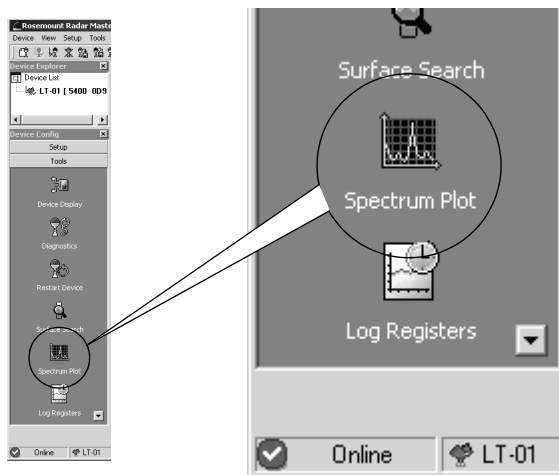 Rosemount Radar Maste
Device View Setup Tools
Device Explorer
Device List
LT-01 [ 5400 0D9
Device Config
Setup
Tools
Device Display
Diagnostics
Restart Device
Surface Search
Spectrum Plot
Log Registers
Online LT-01
Surface Search
Spectrum Plot
Log Registers
Online LT-01